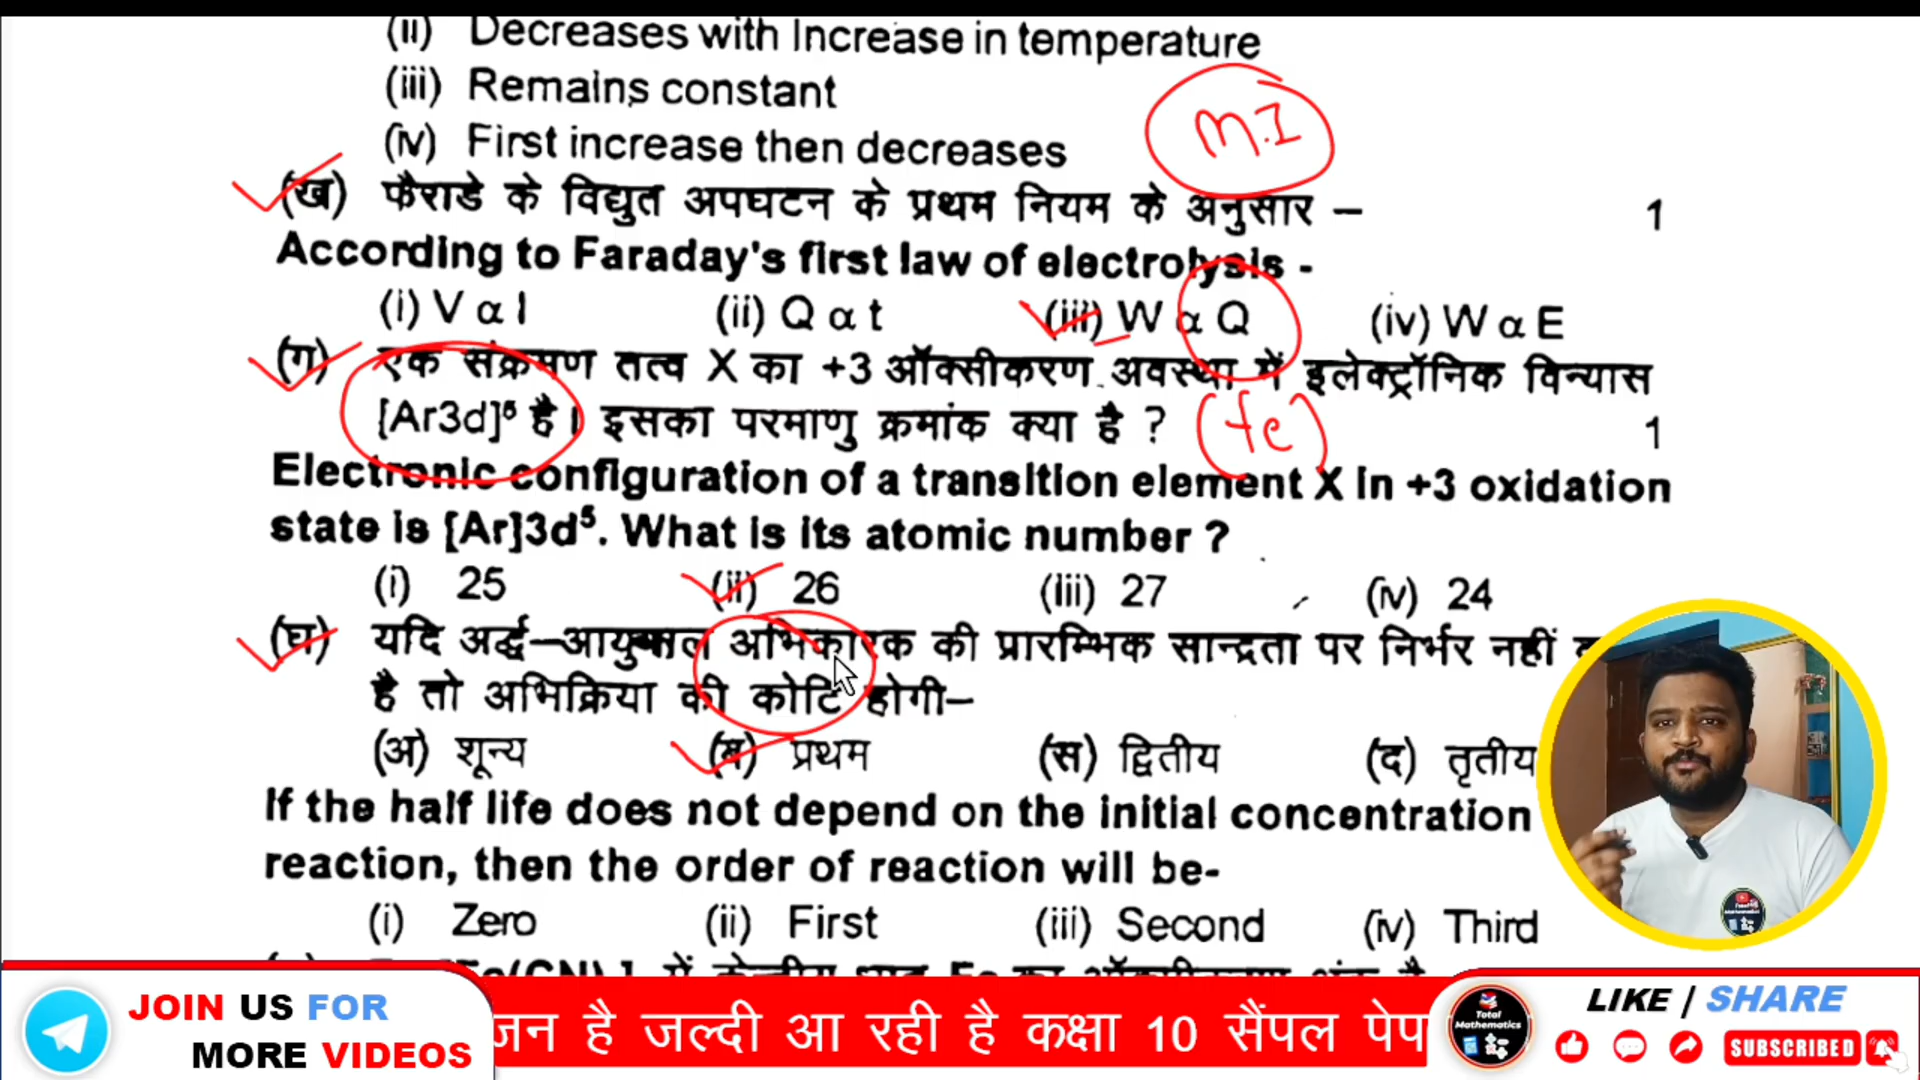 (ii) Decreases with Increase in temperature
(iii) Remains constant
M.I
(iv) First increase then decreases
(ख) फैराडे के विद्युत अपघटन के प्रथम नियम के अनुसार – 1
According to Faraday's first law of electrolysis -
(i) V α I (ii) Q α t (iii) W α Q (iv) W α E
(ग) एक संक्रमण तत्व X का +3 ऑक्सीकरण अवस्था में इलेक्ट्रॉनिक विन्यास
[Ar3d]⁵ है। इसका परमाणु क्रमांक क्या है ? (fe) 1
Electronic configuration of a transition element X in +3 oxidation
state is [Ar]3d⁵. What is its atomic number ?
(i) 25 (ii) 26 (iii) 27 (iv) 24
(घ) यदि अर्द्ध–आयुकाल अभिकारक की प्रारम्भिक सान्द्रता पर निर्भर नहीं
है तो अभिक्रिया की कोटि होगी–
(अ) शून्य (ब) प्रथम (स) द्वितीय (द) तृतीय
If the half life does not depend on the initial concentration
reaction, then the order of reaction will be-
(i) Zero (ii) First (iii) Second (iv) Third
में केन्द्रीय Fe का ऑक्सीकरण अंक है
JOIN US FOR
MORE VIDEOS
जन है जल्दी आ रही है कक्षा 10 सैंपल पेप
Total
Mathematics
LIKE / SHARE
SUBSCRIBED